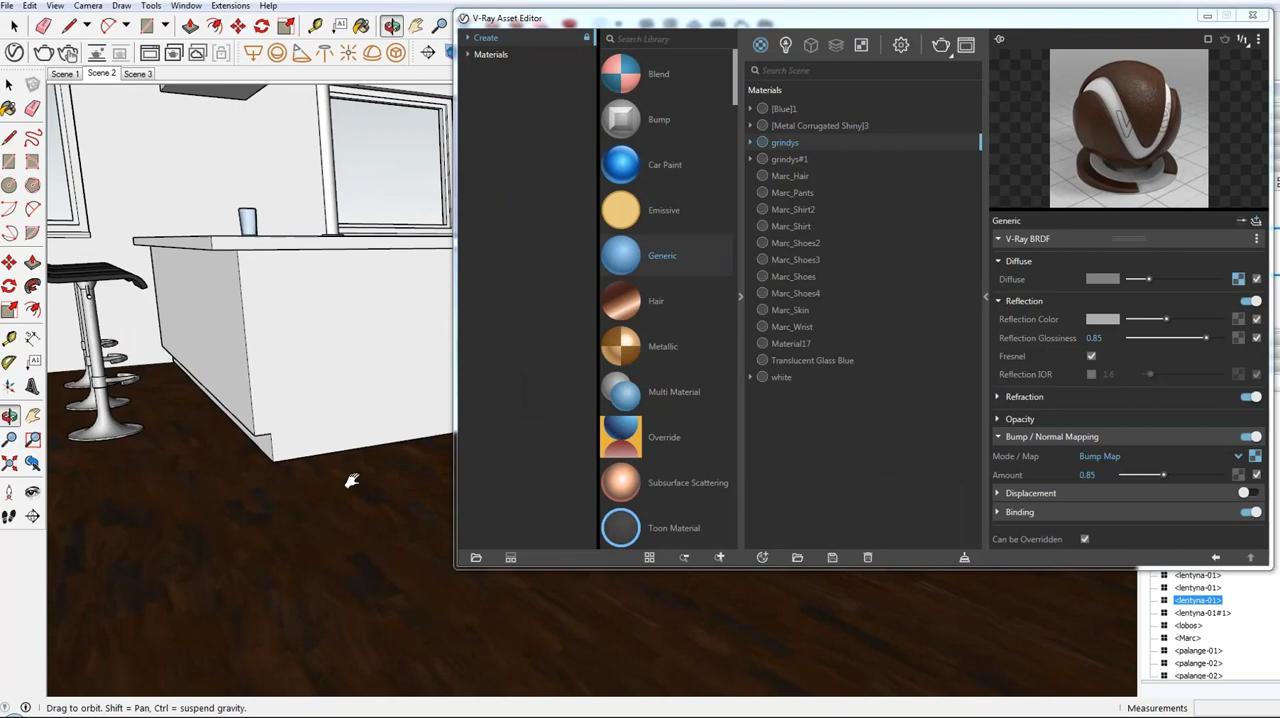 File Edit View Camera Draw Tools Window Extensions Help
V-Ray Asset Editor
Scene 1 Scene 2 Scene 3
Create
Materials
Search Library
Blend
Bump
Car Paint
Emissive
Generic
Hair
Metallic
Multi Material
Override
Subsurface Scattering
Toon Material
Search Scene
Materials
[Blue]1
[Metal Corrugated Shiny]3
grindys
grindys#1
Marc_Hair
Marc_Pants
Marc_Shirt2
Marc_Shirt
Marc_Shoes2
Marc_Shoes3
Marc_Shoes
Marc_Shoes4
Marc_Skin
Marc_Wrist
Material17
Translucent Glass Blue
white
1/1
Generic
V-Ray BRDF
Diffuse
Diffuse
Reflection
Reflection Color
Reflection Glossiness 0.85
Fresnel
Reflection IOR 1.6
Refraction
Opacity
Bump / Normal Mapping
Mode / Map Bump Map
Amount 0.85
Displacement
Binding
Can be Overridden
<lentyna-01>
<lentyna-01>
<lentyna-01>
<lentyna-01#1>
<lobos>
<Marc>
<palange-01>
<palange-02>
<palange-02>
Drag to orbit. Shift = Pan, Ctrl = suspend gravity.
Measurements